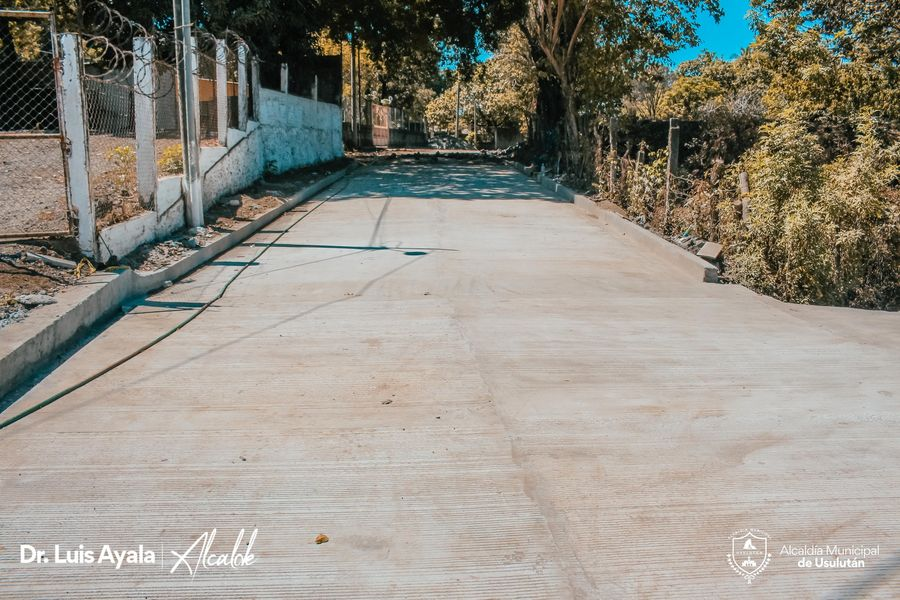 Dr. Luis Ayala
Alcalde
Alcaldía Municipal
de Usulután